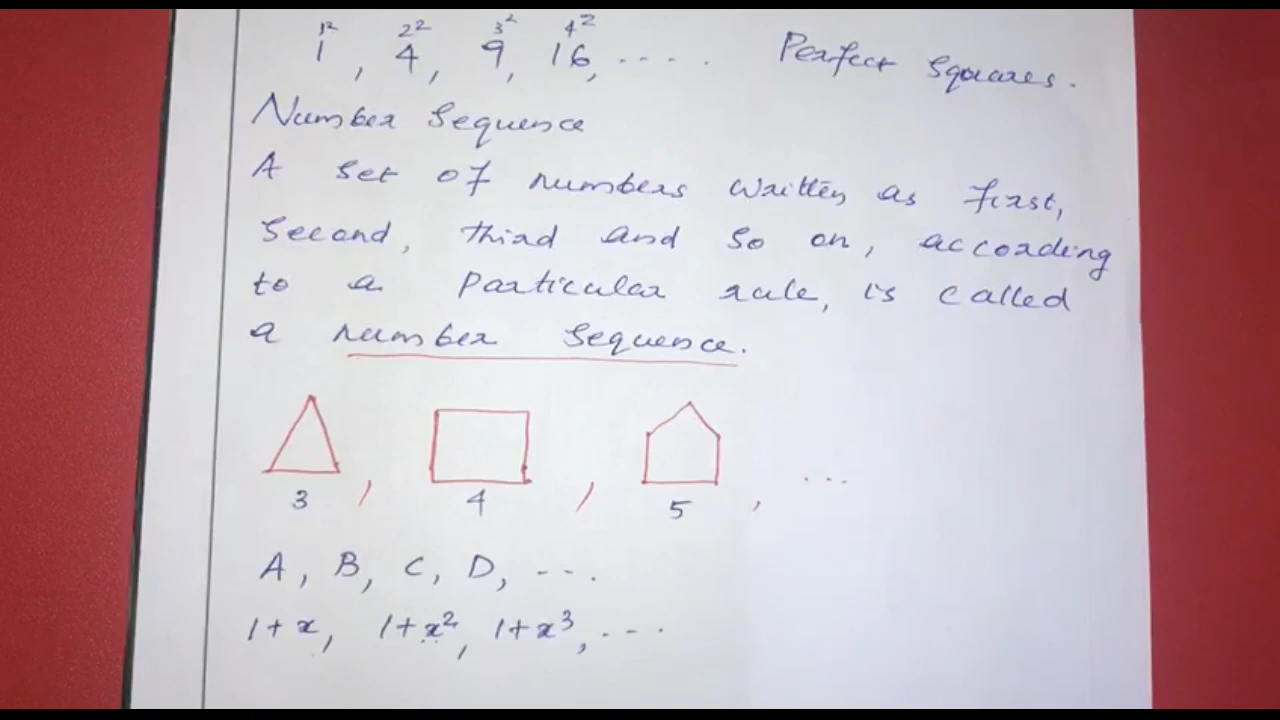 1² 2² 3² 4²
1, 4, 9, 16, .... Perfect Squares.
Number Sequence
A set of numbers written as first,
second, third and so on, according
to a particular rule, is called
a number sequence.
, , , ...
3 4 5
A, B, C, D, ---.
1+x, 1+x², 1+x³, ---